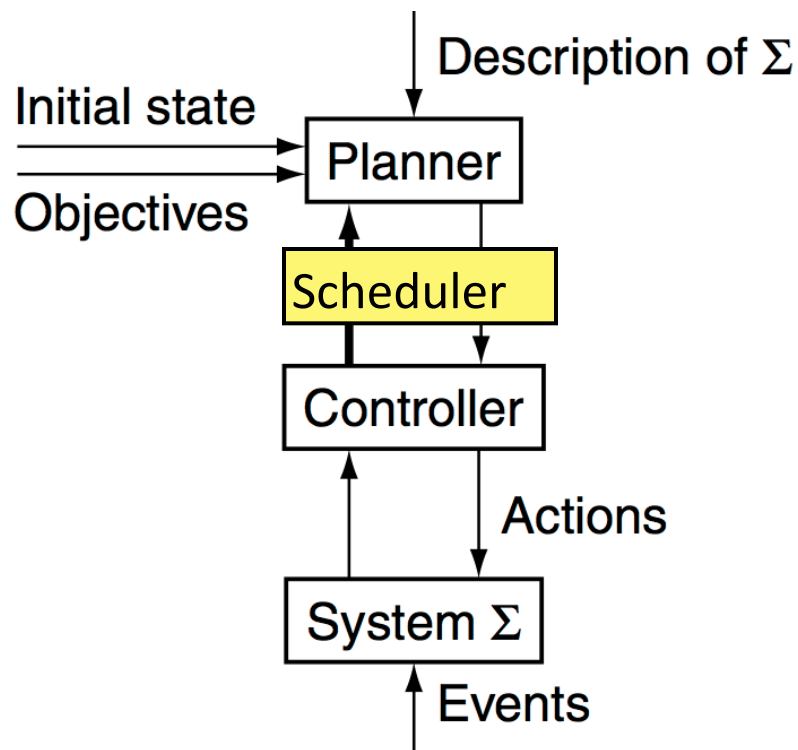 Description of Σ
Initial state
Planner
Objectives
Scheduler
Controller
Actions
System Σ
Events